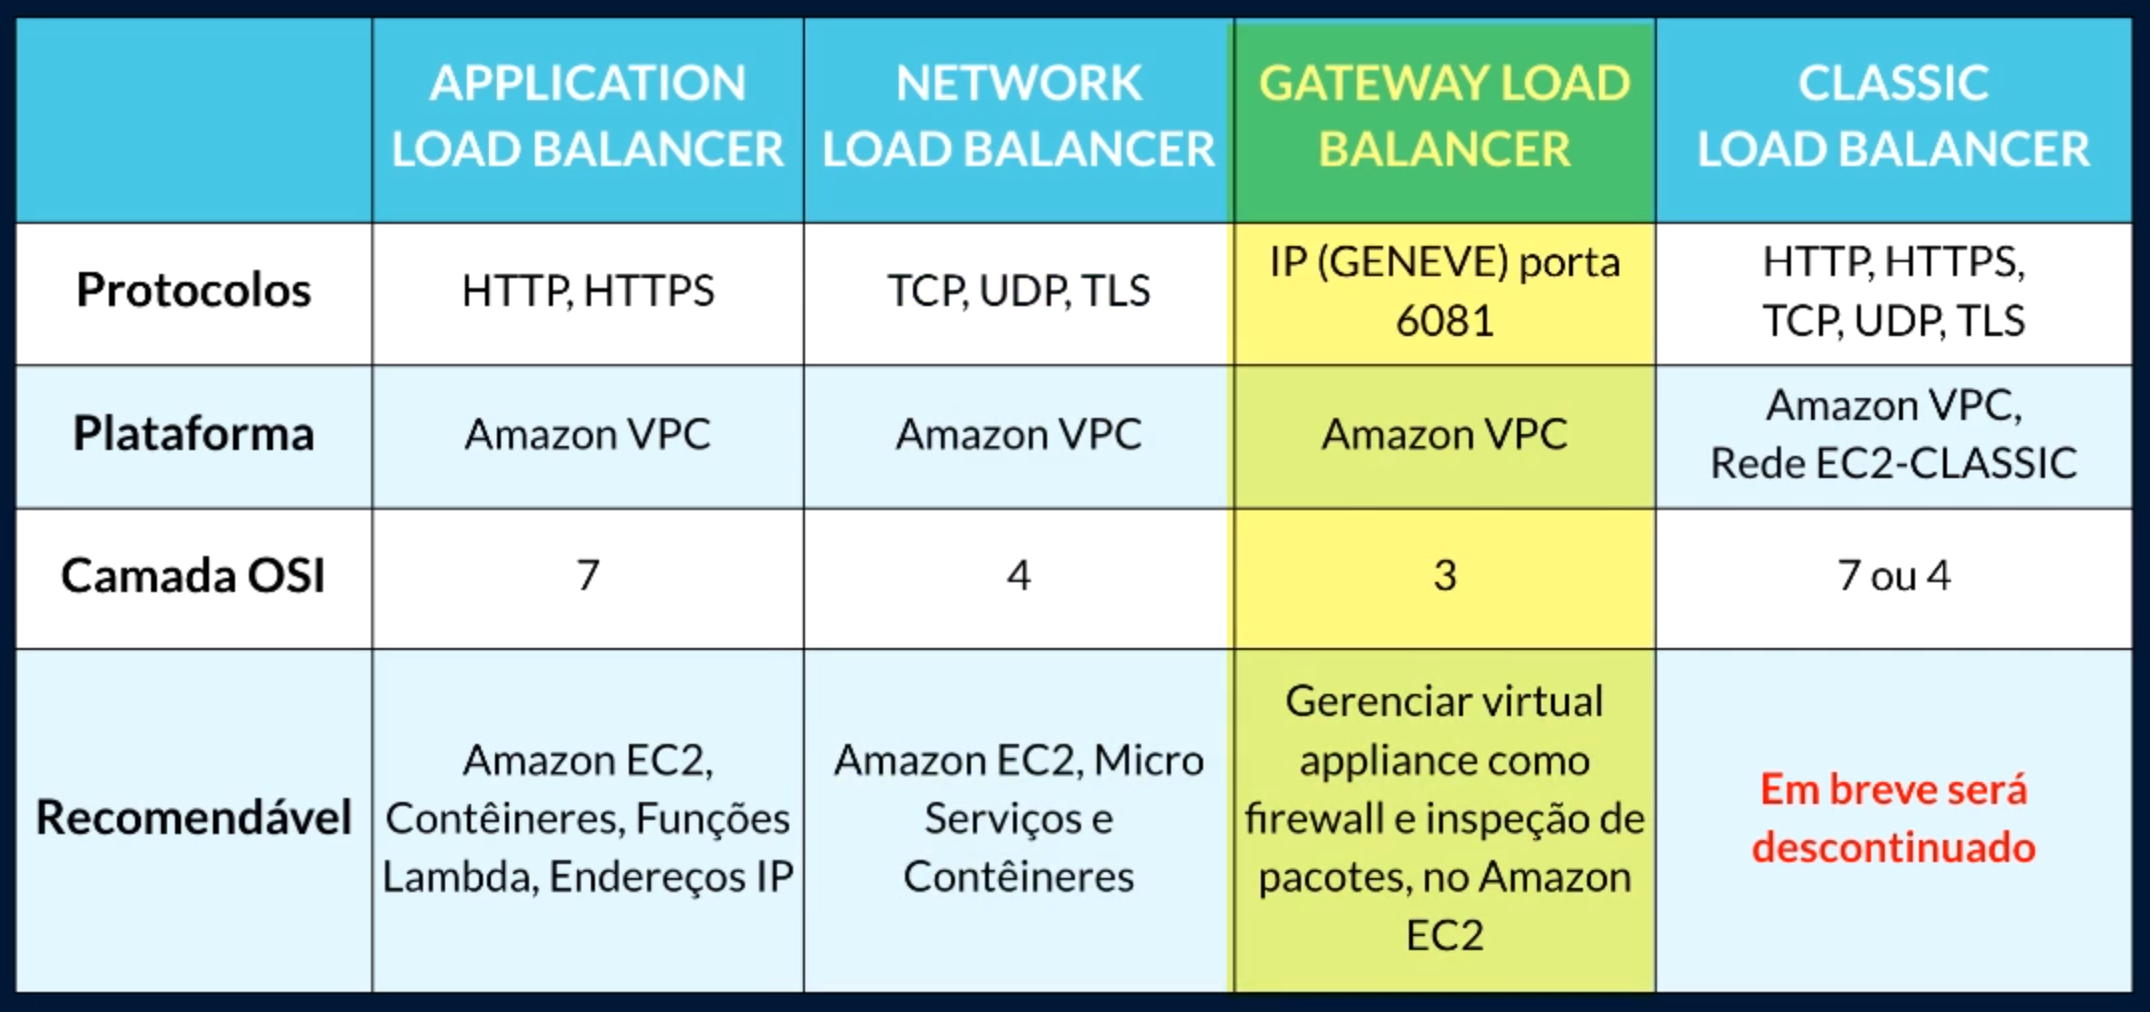 APPLICATION
LOAD BALANCER
NETWORK
LOAD BALANCER
GATEWAY LOAD
BALANCER
CLASSIC
LOAD BALANCER
Protocolos
HTTP, HTTPS
TCP, UDP, TLS
IP (GENEVE) porta
6081
HTTP, HTTPS,
TCP, UDP, TLS
Plataforma
Amazon VPC
Amazon VPC
Amazon VPC
Amazon VPC,
Rede EC2-CLASSIC
Camada OSI
7
4
3
7 ou 4
Recomendável
Amazon EC2,
Contêineres, Funções
Lambda, Endereços IP
Amazon EC2, Micro
Serviços e
Contêineres
Gerenciar virtual
appliance como
firewall e inspeção de
pacotes, no Amazon
EC2
Em breve será
descontinuado